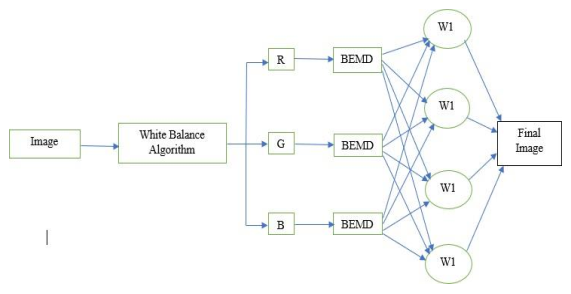 Image
White Balance
Algorithm
R
G
B
BEMD
BEMD
BEMD
W1
W1
W1
W1
Final
Image